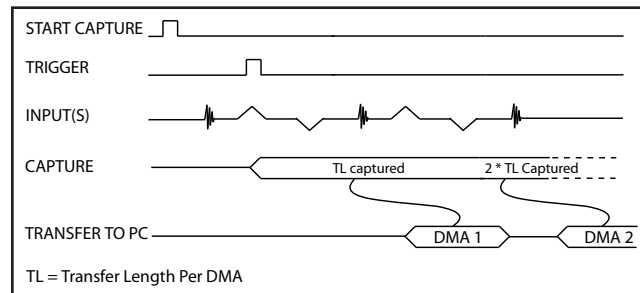 START CAPTURE
TRIGGER
INPUT(S)
CAPTURE
TL captured
2 * TL Captured
TRANSFER TO PC
DMA 1
DMA 2
TL = Transfer Length Per DMA